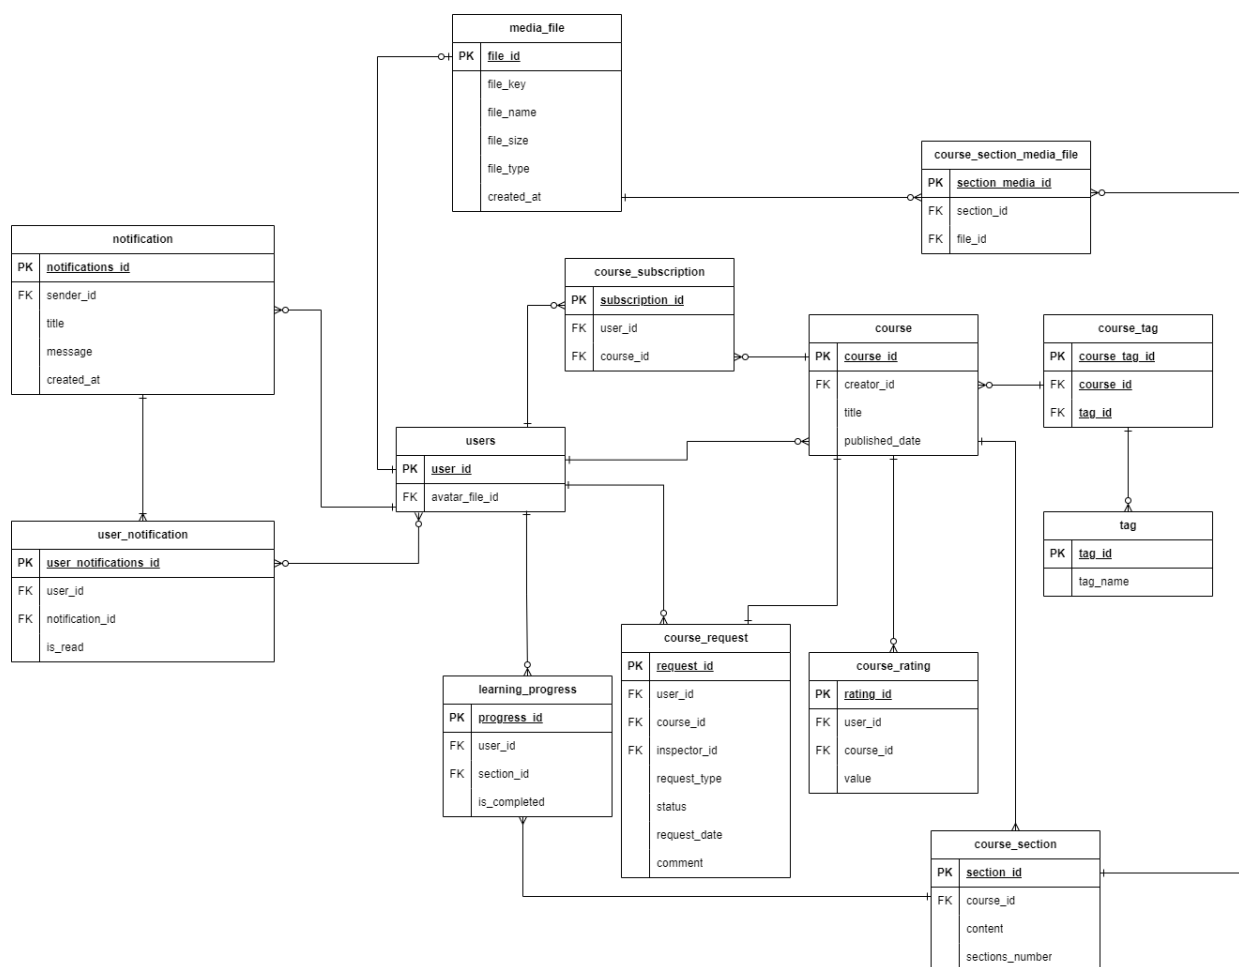 media_file
PK file_id
file_key
file_name
file_size
file_type
created_at
course_section_media_file
PK section_media_id
FK section_id
FK file_id
notification
PK notifications_id
FK sender_id
title
message
created_at
course_subscription
PK subscription_id
FK user_id
FK course_id
course
PK course_id
FK creator_id
title
published_date
course_tag
PK course_tag_id
FK course_id
FK tag_id
users
PK user_id
FK avatar_file_id
user_notification
PK user_notifications_id
FK user_id
FK notification_id
is_read
tag
PK tag_id
tag_name
course_request
PK request_id
FK user_id
FK course_id
FK inspector_id
request_type
status
request_date
comment
course_rating
PK rating_id
FK user_id
FK course_id
value
learning_progress
PK progress_id
FK user_id
FK section_id
is_completed
course_section
PK section_id
FK course_id
content
sections_number